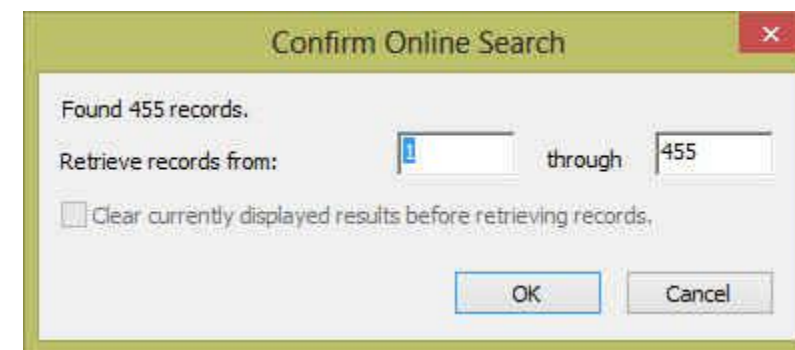 Confirm Online Search
Found 455 records.
Retrieve records from: 1 through 455
Clear currently displayed results before retrieving records.
OK Cancel